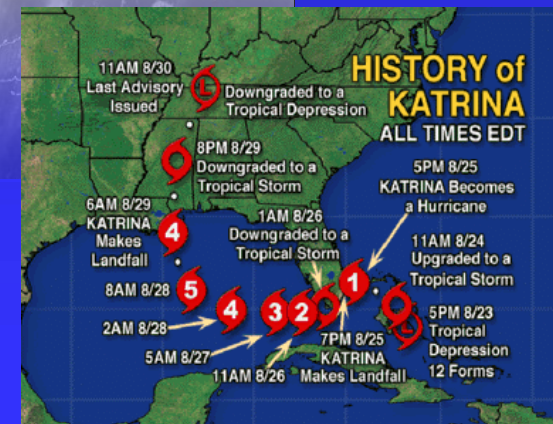 HISTORY of
KATRINA
ALL TIMES EDT
11AM 8/30
Last Advisory
Issued
L
Downgraded to a
Tropical Depression
8PM 8/29
Downgraded to a
Tropical Storm
6AM 8/29
KATRINA
Makes
Landfall
4
8AM 8/28
5
2AM 8/28
4
5AM 8/27
3
11AM 8/26
2
1AM 8/26
Downgraded to a
Tropical Storm
7PM 8/25
KATRINA
Makes Landfall
1
5PM 8/25
KATRINA Becomes
a Hurricane
11AM 8/24
Upgraded to a
Tropical Storm
L
5PM 8/23
Tropical
Depression
12 Forms